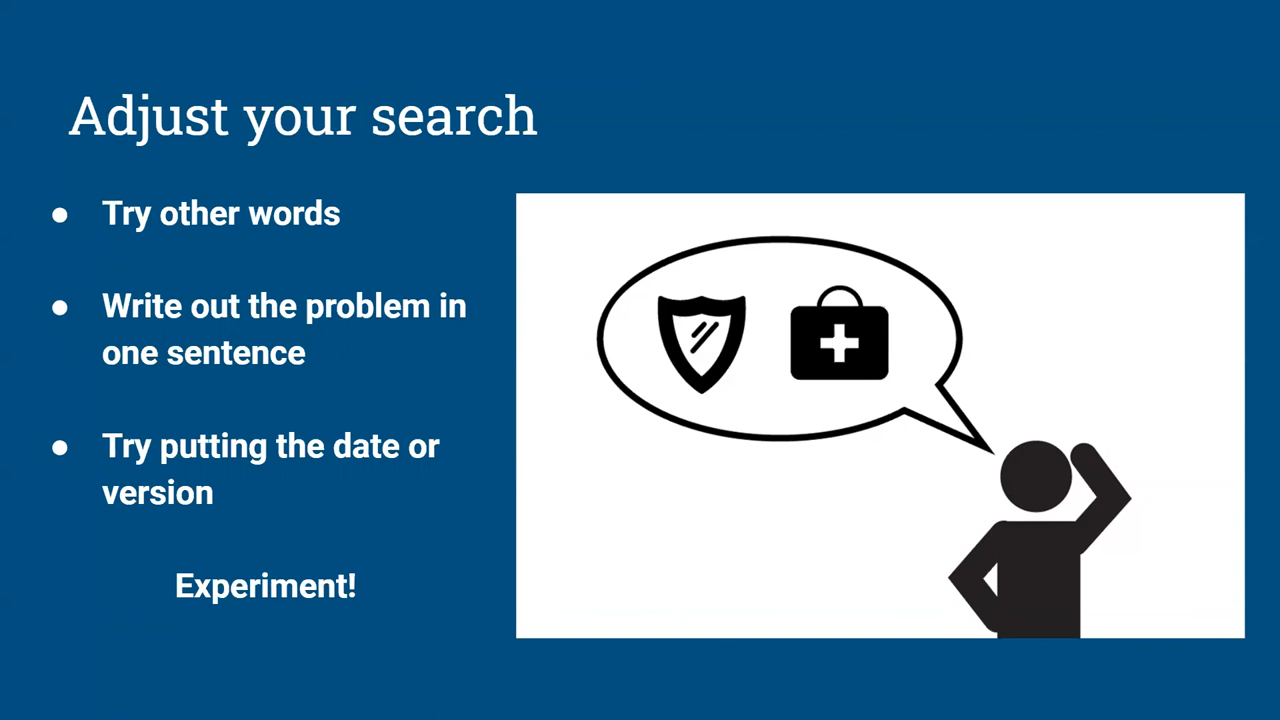 Adjust your search
● Try other words
● Write out the problem in
one sentence
● Try putting the date or
version
Experiment!